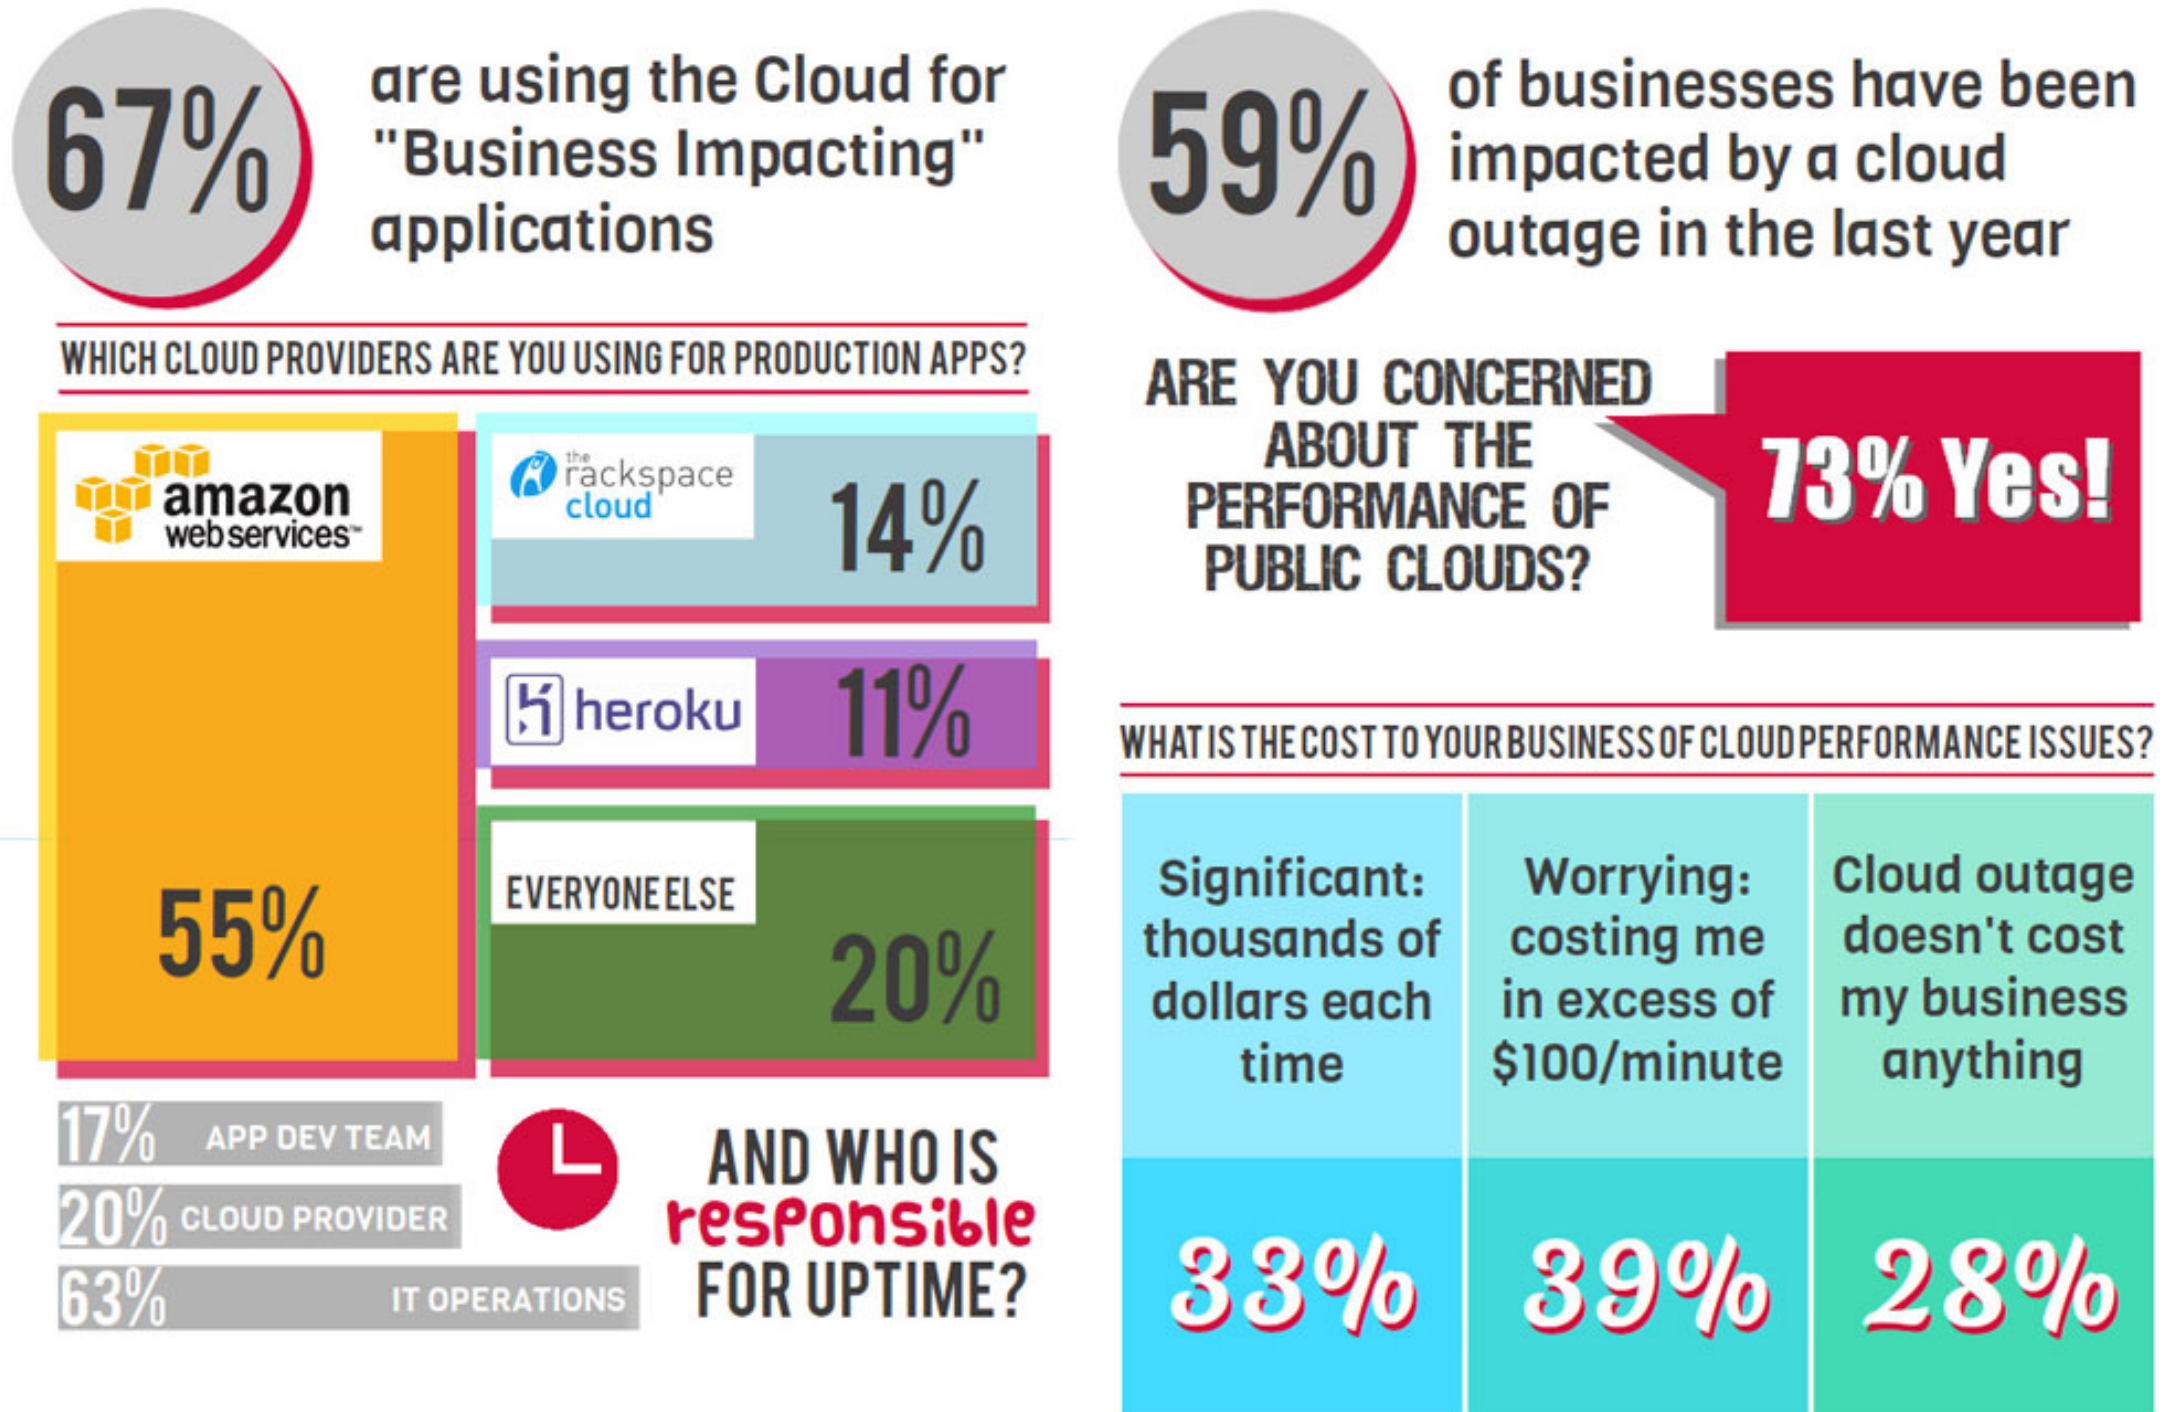 67%
are using the Cloud for
"Business Impacting"
applications
WHICH CLOUD PROVIDERS ARE YOU USING FOR PRODUCTION APPS?
amazon
web services™
55%
the
rackspace
cloud
14%
heroku
11%
EVERYONE ELSE
20%
17% APP DEV TEAM
20% CLOUD PROVIDER
63% IT OPERATIONS
AND WHO IS
responsible
FOR UPTIME?
59%
of businesses have been
impacted by a cloud
outage in the last year
ARE YOU CONCERNED
ABOUT THE
PERFORMANCE OF
PUBLIC CLOUDS?
73% Yes!
WHAT IS THE COST TO YOUR BUSINESS OF CLOUD PERFORMANCE ISSUES?
Significant:
thousands of
dollars each
time
33%
Worrying:
costing me
in excess of
$100/minute
39%
Cloud outage
doesn't cost
my business
anything
28%